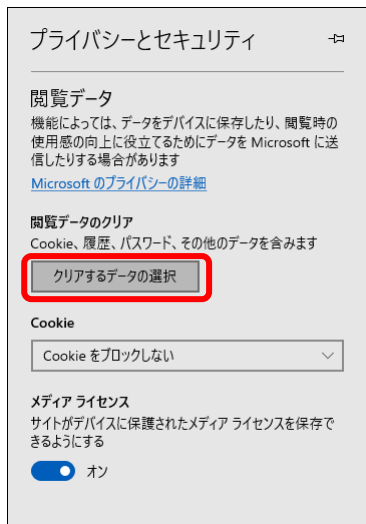 プライバシーとセキュリティ
閲覧データ
機能によっては、データをデバイスに保存したり、閲覧時の
使用感の向上に役立てるためにデータを Microsoft に送
信したりする場合があります
Microsoft のプライバシーの詳細
閲覧データのクリア
Cookie、履歴、パスワード、その他のデータを含みます
クリアするデータの選択
Cookie
Cookie をブロックしない
メディア ライセンス
サイトがデバイスに保護されたメディア ライセンスを保存で
きるようにする
オン